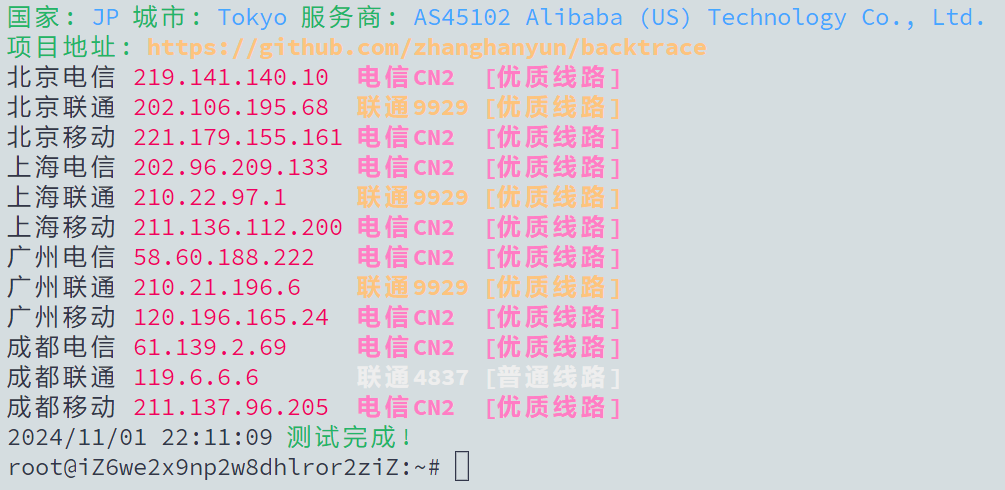 国家: JP 城市: Tokyo 服务商: AS45102 Alibaba (US) Technology Co., Ltd.
项目地址: https://github.com/zhanghanyun/backtrace
北京电信 219.141.140.10 电信CN2 [优质线路]
北京联通 202.106.195.68 联通9929 [优质线路]
北京移动 221.179.155.161 电信CN2 [优质线路]
上海电信 202.96.209.133 电信CN2 [优质线路]
上海联通 210.22.97.1 联通9929 [优质线路]
上海移动 211.136.112.200 电信CN2 [优质线路]
广州电信 58.60.188.222 电信CN2 [优质线路]
广州联通 210.21.196.6 联通9929 [优质线路]
广州移动 120.196.165.24 电信CN2 [优质线路]
成都电信 61.139.2.69 电信CN2 [优质线路]
成都联通 119.6.6.6 联通4837 [普通线路]
成都移动 211.137.96.205 电信CN2 [优质线路]
2024/11/01 22:11:09 测试完成!
root@iZ6we2x9np2w8dhlror2ziZ:~#